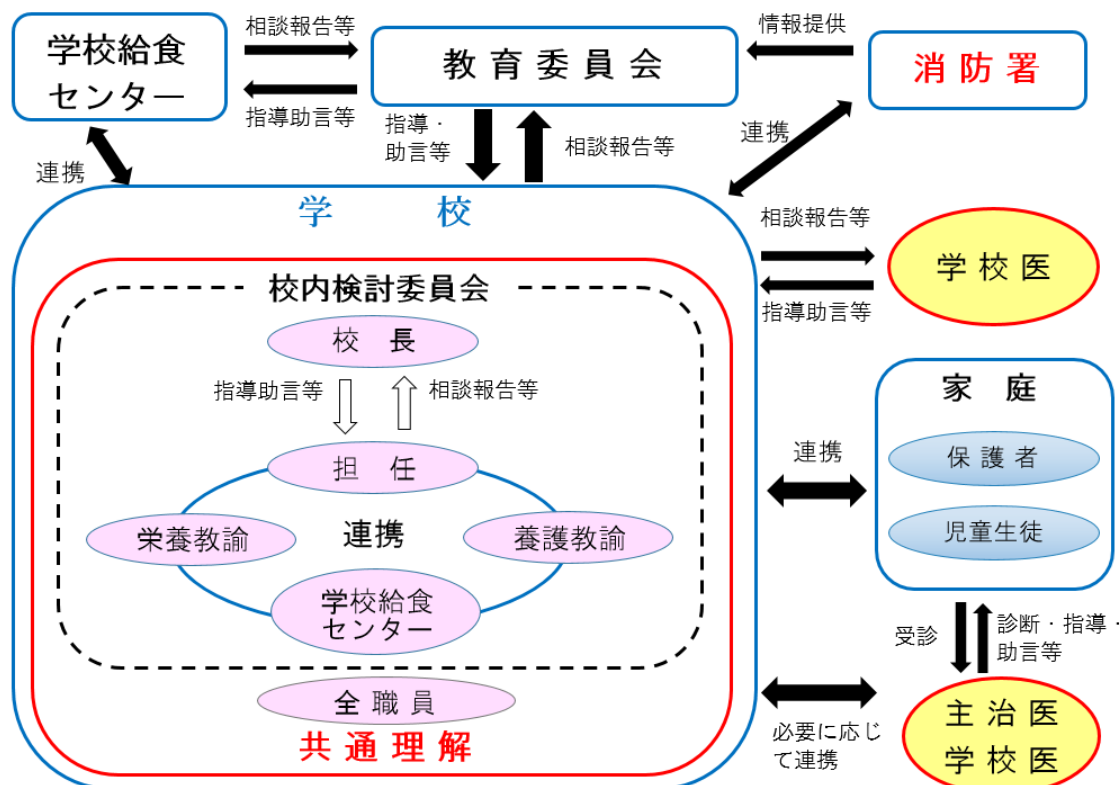 学校給食
センター
相談報告等
指導助言等
教育委員会
情報提供
消防署
連携
指導・
助言等
相談報告等
連携
学校
相談報告等
指導助言等
学校医
校内検討委員会
校長
指導助言等
相談報告等
担任
栄養教諭
連携
養護教諭
学校給食
センター
全職員
共通理解
連携
家庭
保護者
児童生徒
受診
診断・指導・
助言等
必要に応じ
て連携
主治医
学校医